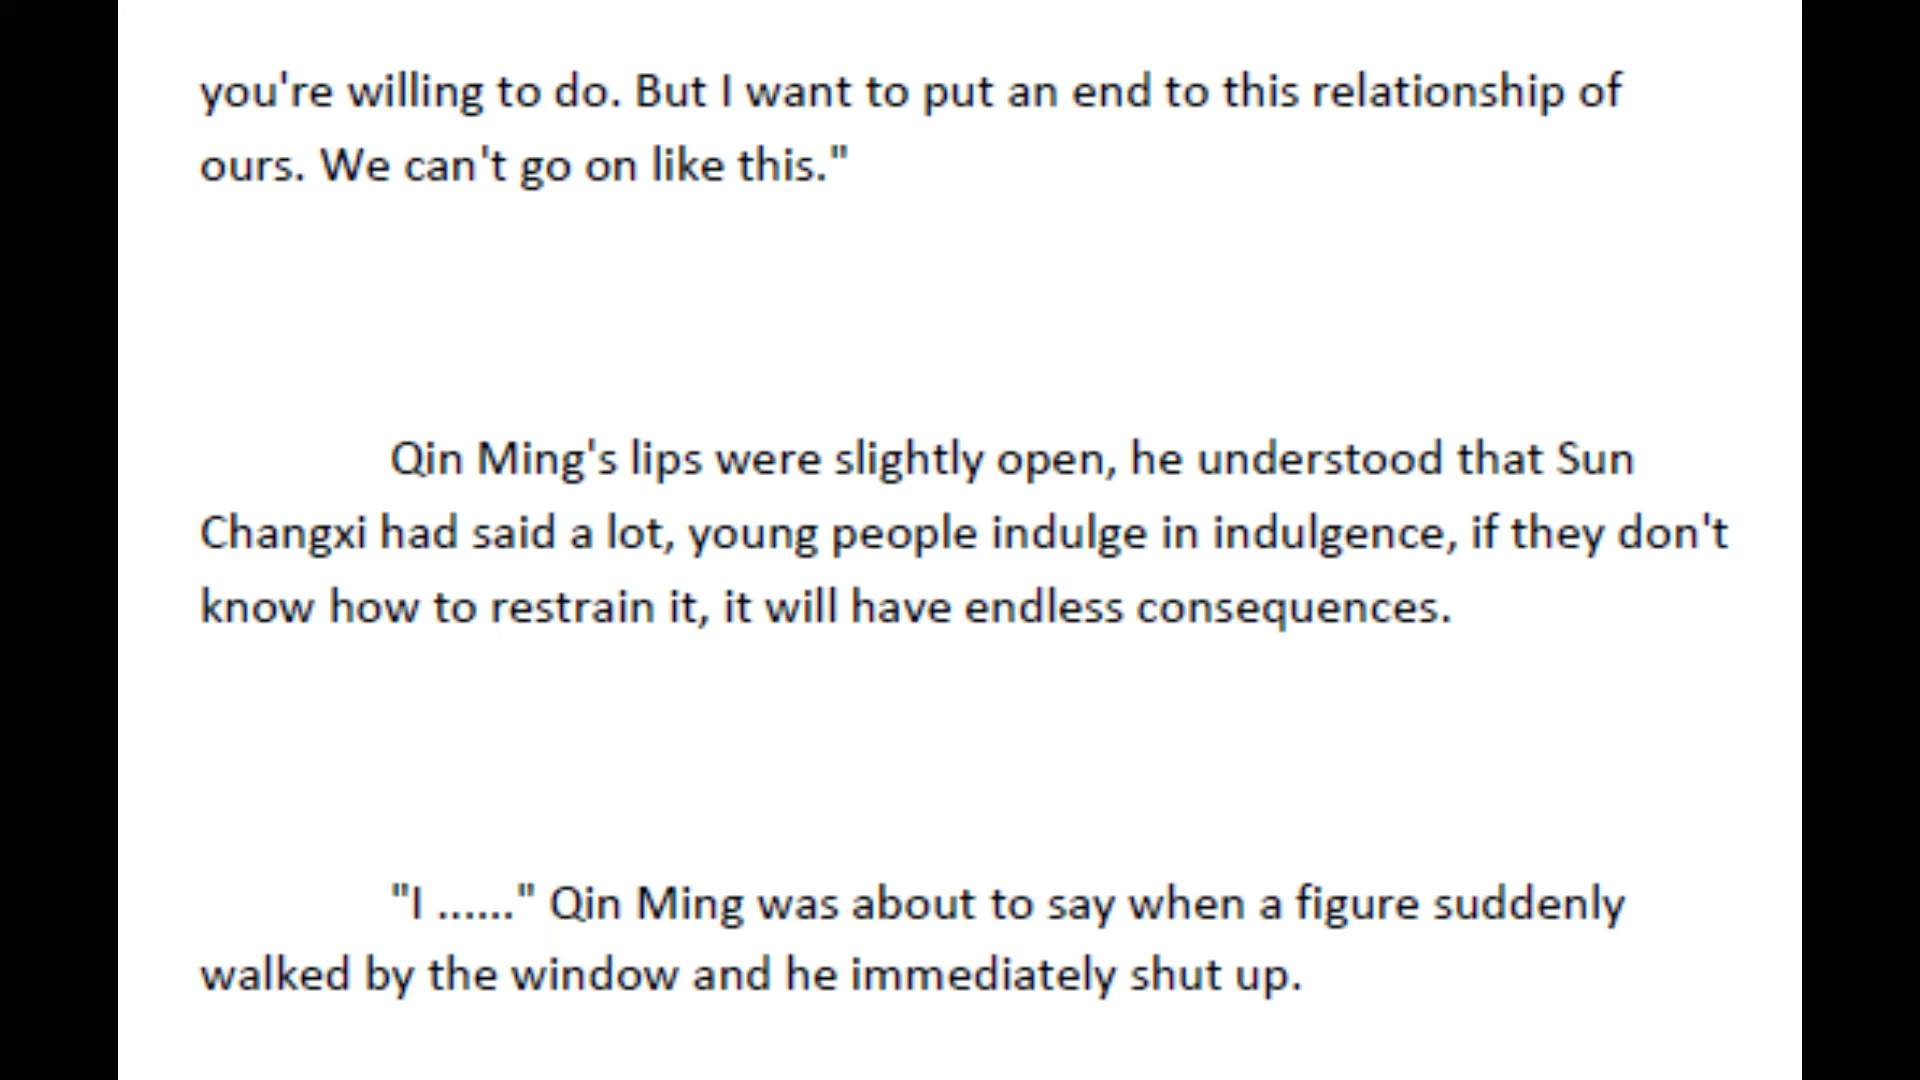 you're willing to do. But I want to put an end to this relationship of
ours. We can't go on like this."
Qin Ming's lips were slightly open, he understood that Sun
Changxi had said a lot, young people indulge in indulgence, if they don't
know how to restrain it, it will have endless consequences.
"I ......" Qin Ming was about to say when a figure suddenly
walked by the window and he immediately shut up.